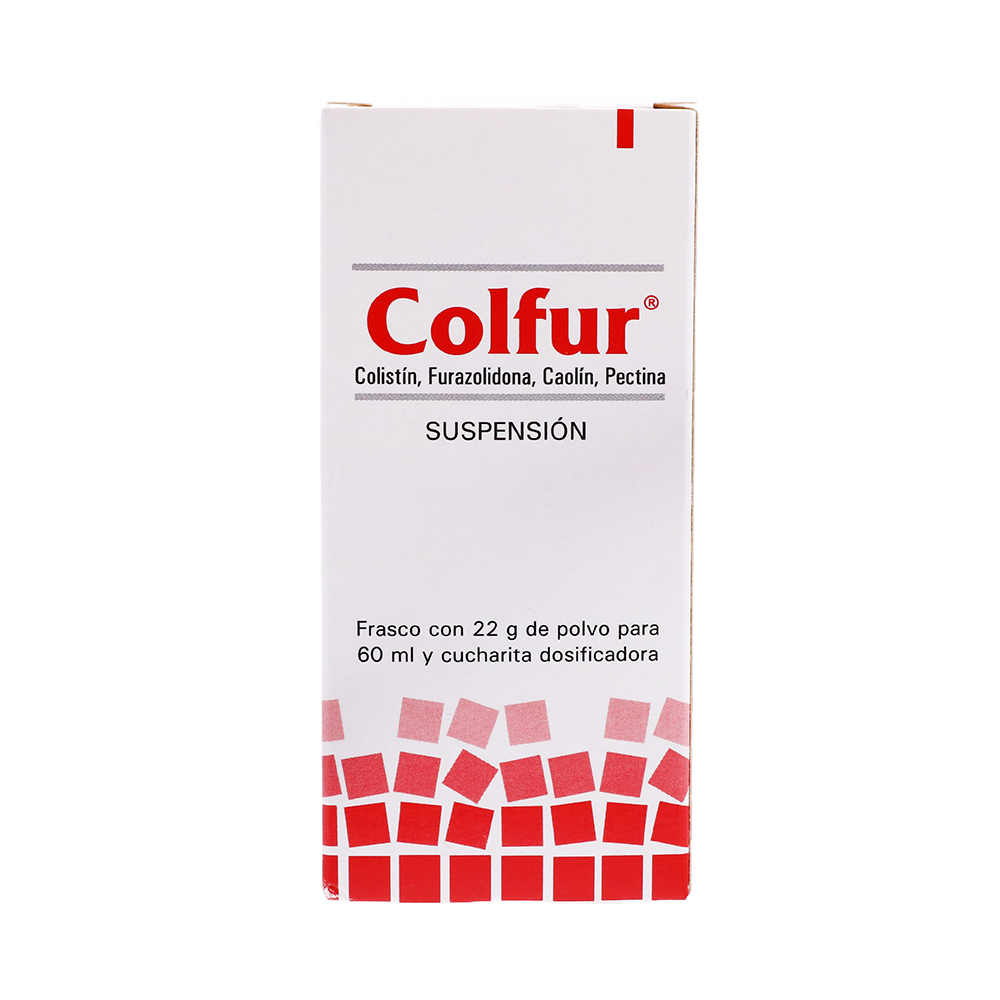 Colfur®
Colistín, Furazolidona, Caolín, Pectina
SUSPENSIÓN
Frasco con 22 g de polvo para
60 ml y cucharita dosificadora